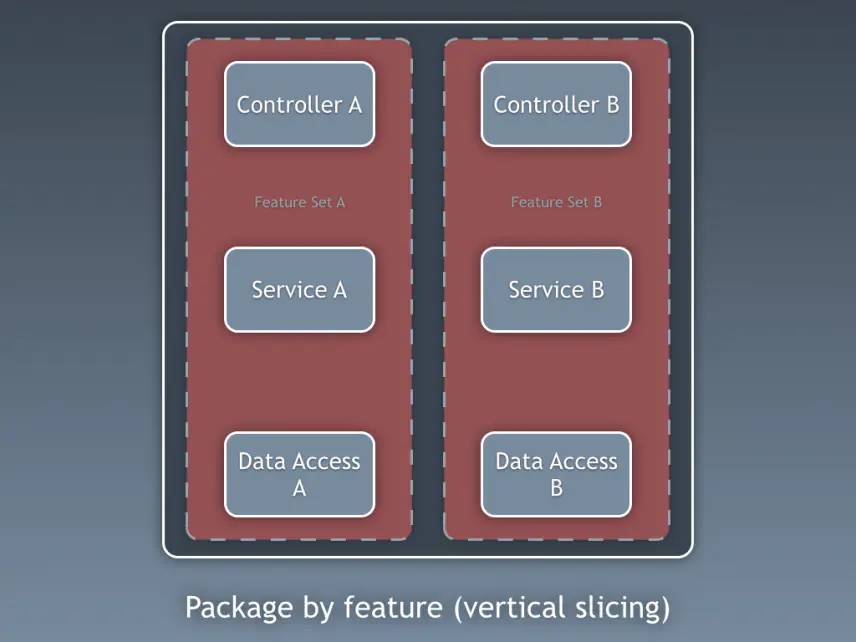 Controller A
Controller B
Feature Set A
Feature Set B
Service A
Service B
Data Access
A
Data Access
B
Package by feature (vertical slicing)